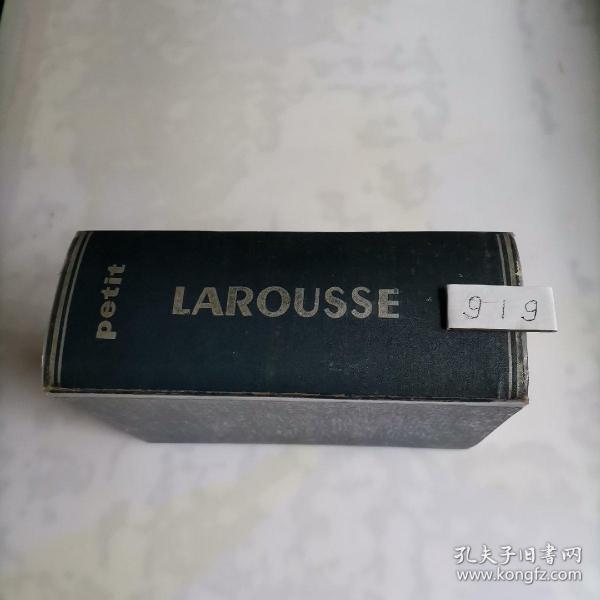 petit
LAROUSSE
919
孔夫子旧书网
www.kongfz.com